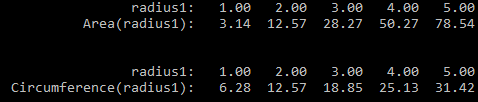 radius1: 1.00 2.00 3.00 4.00 5.00
Area(radius1): 3.14 12.57 28.27 50.27 78.54
radius1: 1.00 2.00 3.00 4.00 5.00
Circumference(radius1): 6.28 12.57 18.85 25.13 31.42